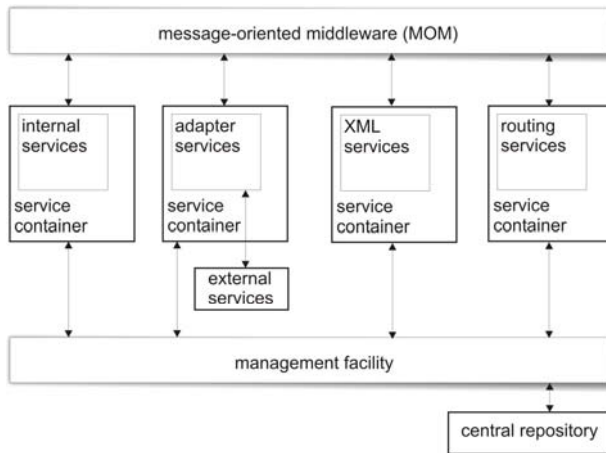 message-oriented middleware (MOM)
internal
services
service
container
adapter
services
service
container
XML
services
service
container
routing
services
service
container
external
services
management facility
central repository